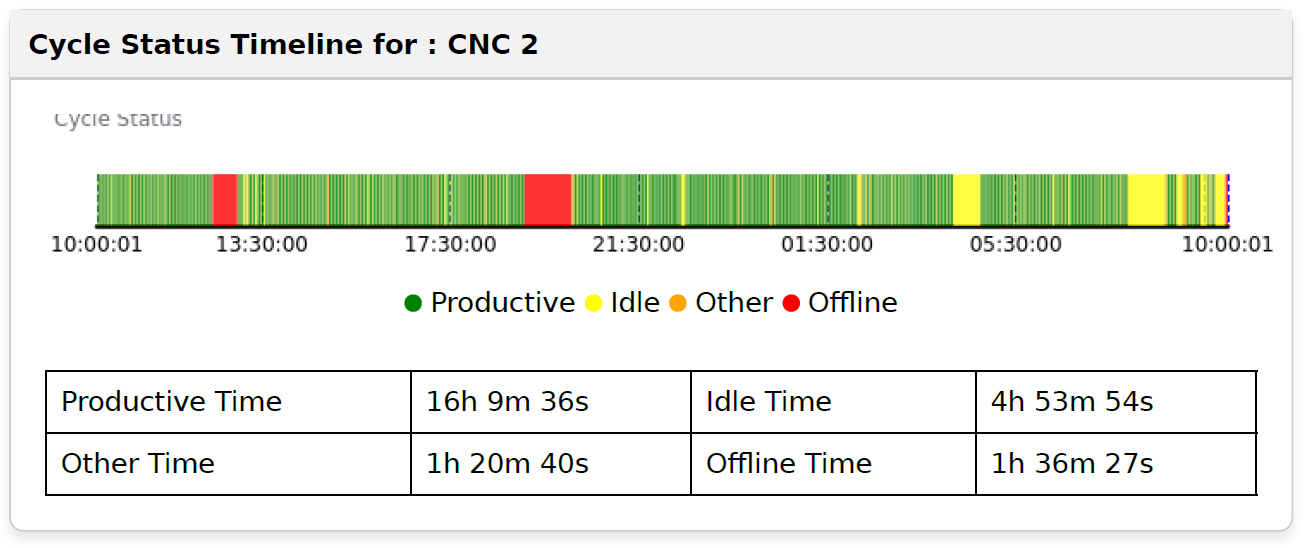 Cycle Status Timeline for : CNC 2
Cycle Status
10:00:01 13:30:00 17:30:00 21:30:00 01:30:00 05:30:00 10:00:01
Productive Idle Other Offline
Productive Time 16h 9m 36s Idle Time 4h 53m 54s
Other Time 1h 20m 40s Offline Time 1h 36m 27s